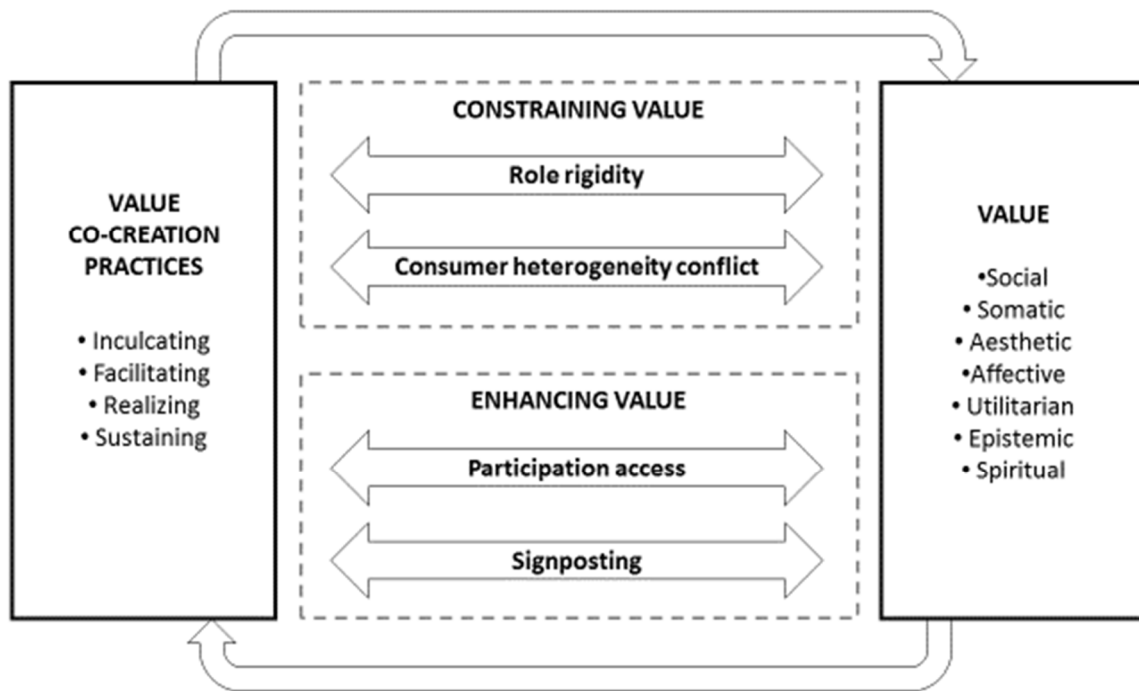 VALUE
CO-CREATION
PRACTICES
• Inculcating
• Facilitating
• Realizing
• Sustaining
CONSTRAINING VALUE
Role rigidity
Consumer heterogeneity conflict
ENHANCING VALUE
Participation access
Signposting
VALUE
•Social
• Somatic
• Aesthetic
•Affective
• Utilitarian
• Epistemic
• Spiritual